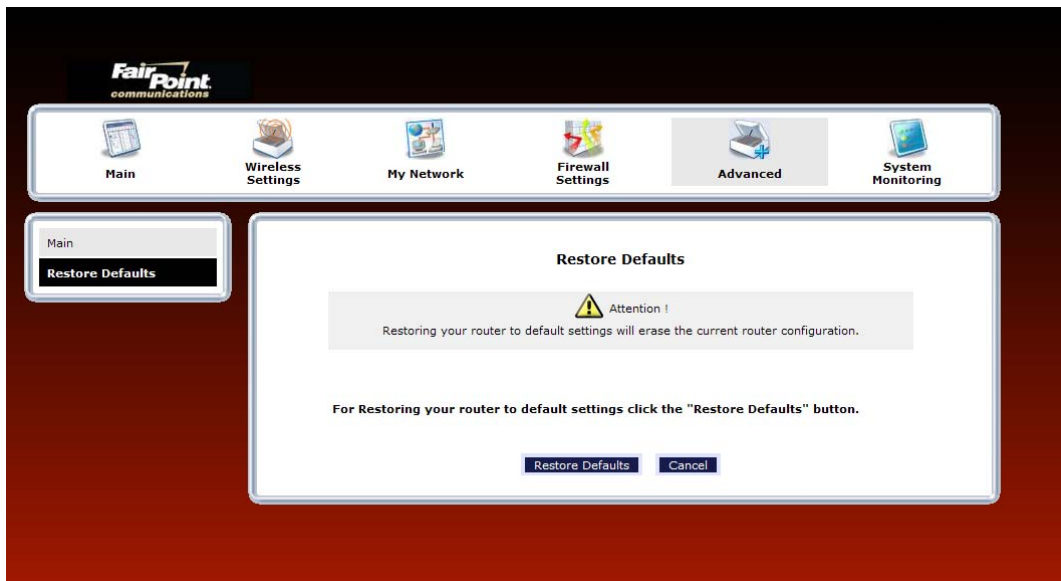 FairPoint.
communications
Main
Wireless
Settings
My Network
Firewall
Settings
Advanced
System
Monitoring
Main
Restore Defaults
Restore Defaults
Attention !
Restoring your router to default settings will erase the current router configuration.
For Restoring your router to default settings click the "Restore Defaults" button.
Restore Defaults
Cancel